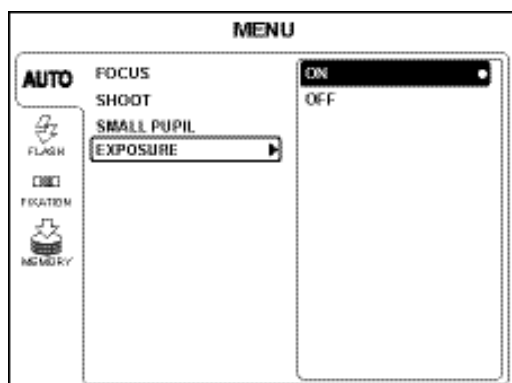 MENU
AUTO
FLASH
FIXATION
MEMORY
FOCUS
SHOOT
SMALL PUPIL
EXPOSURE
ON
OFF